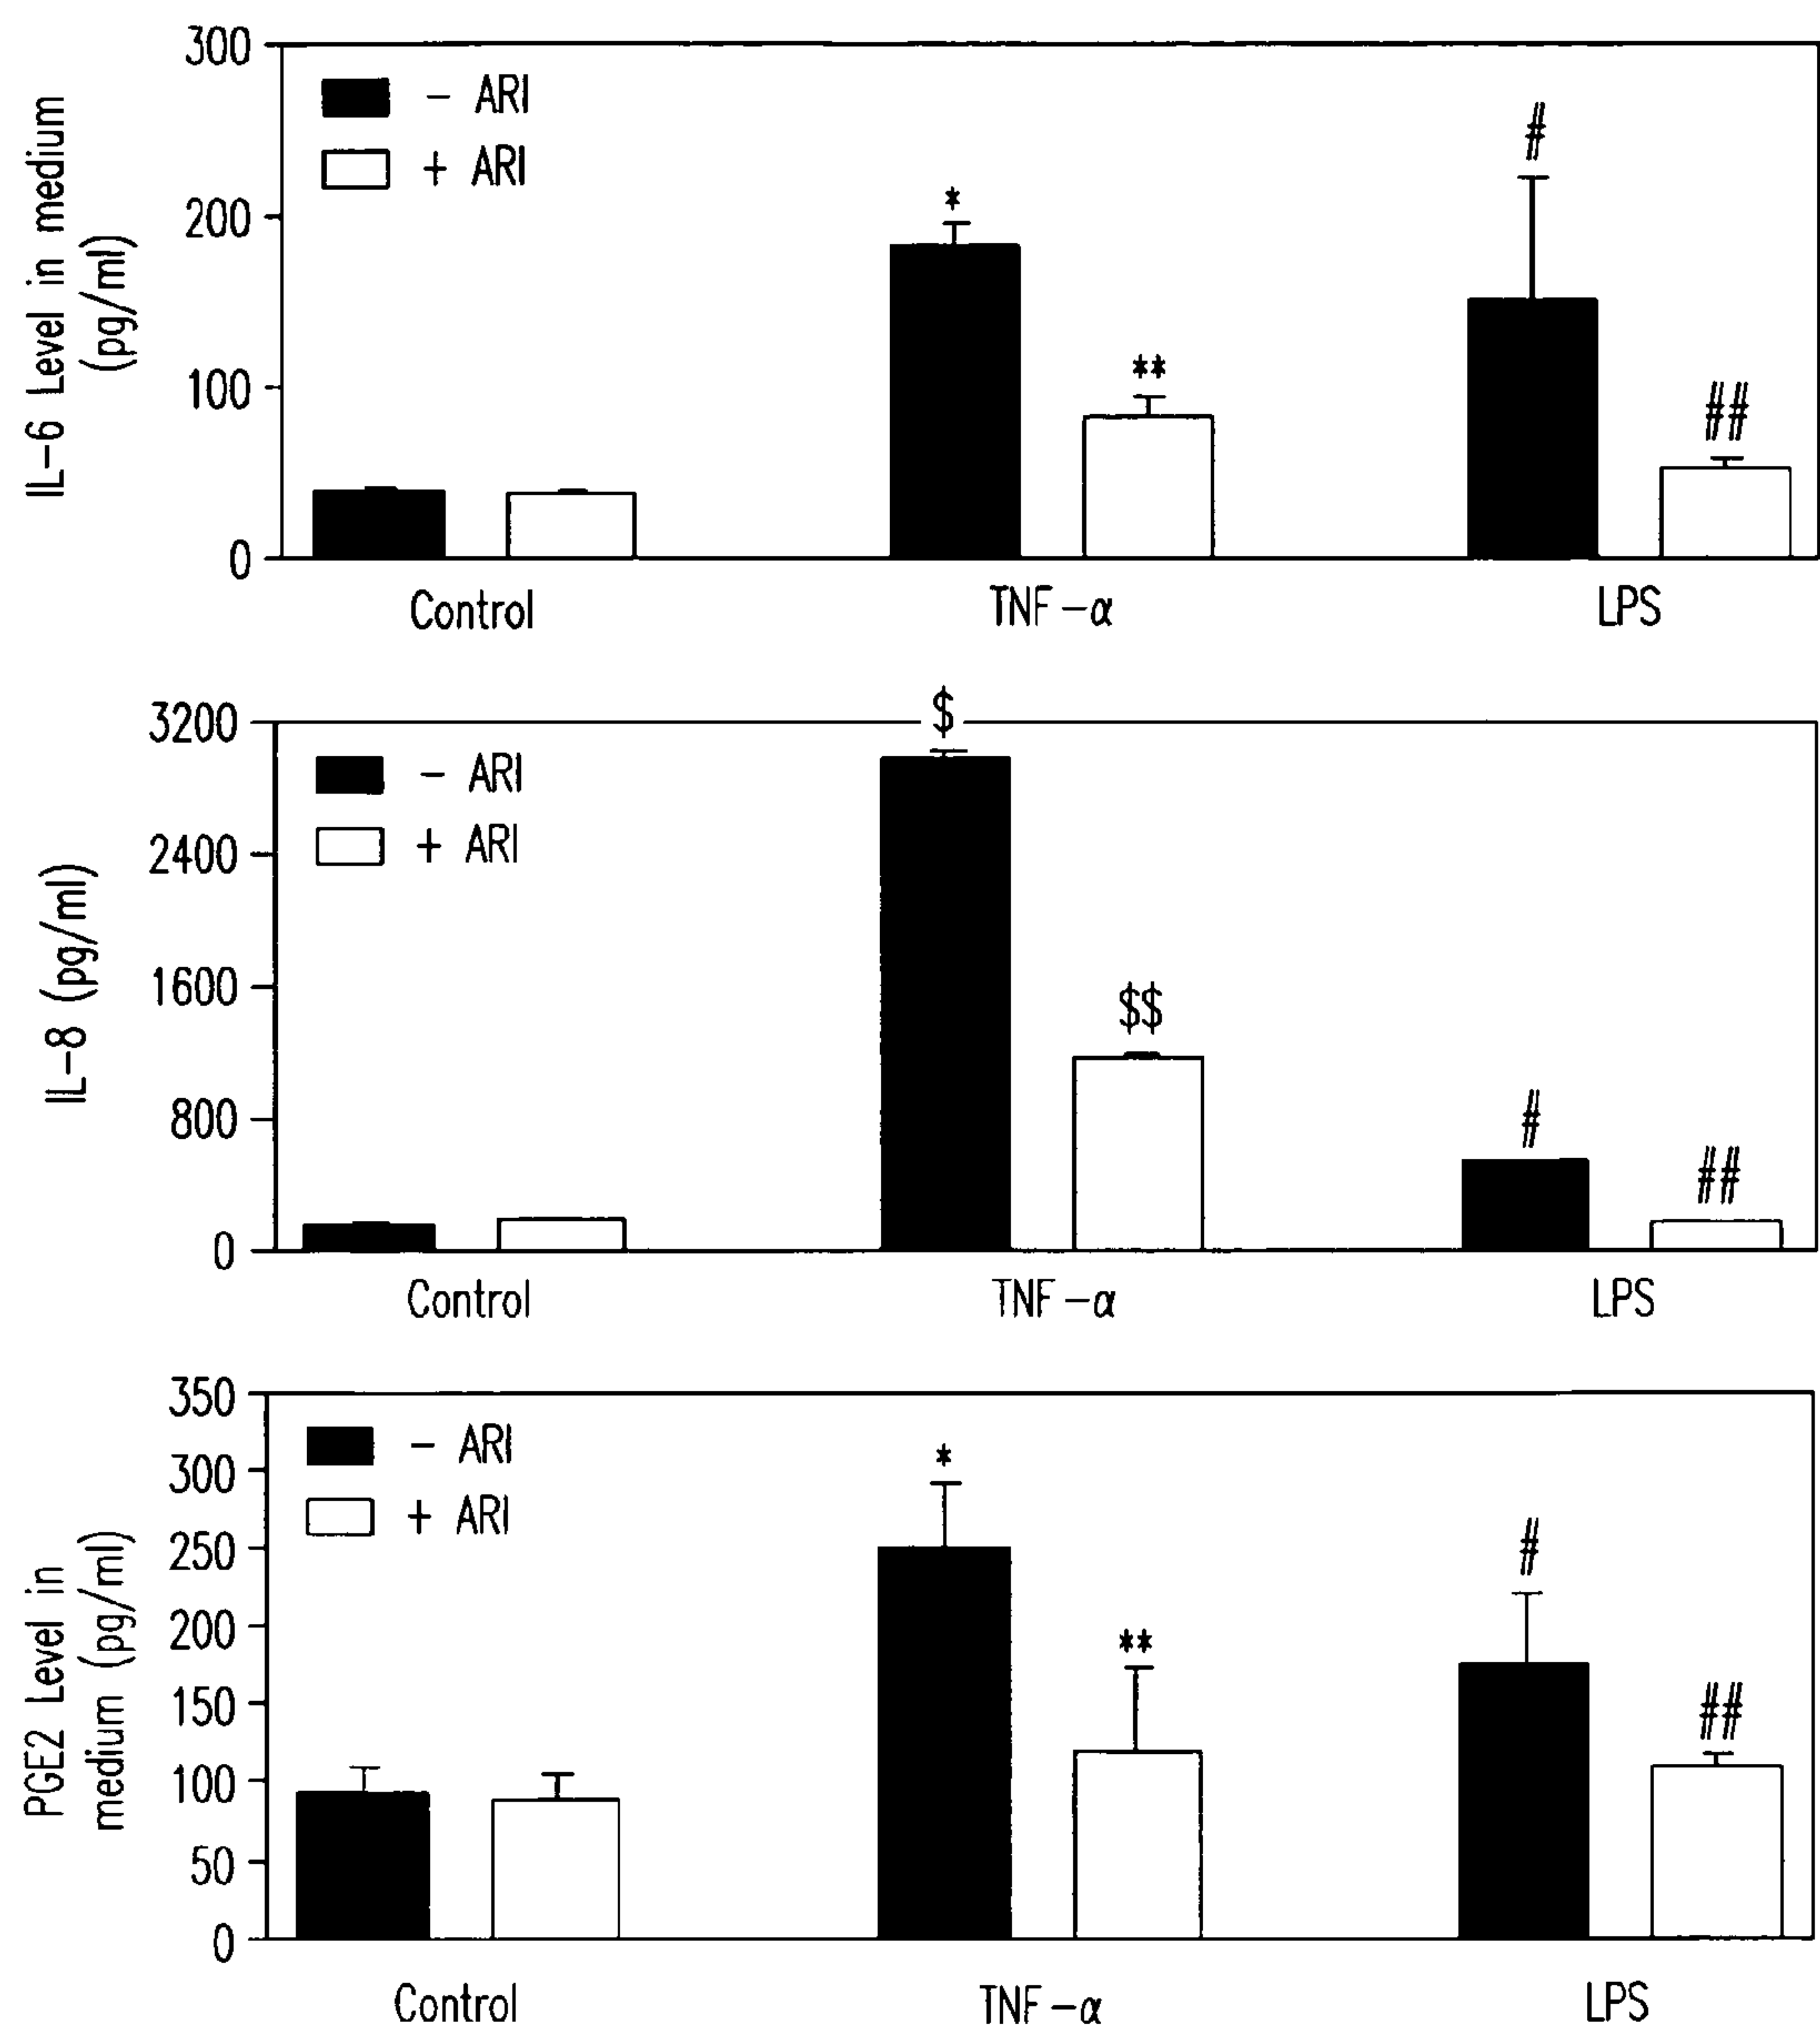 300
200
100
0
IL-6 Level in medium
(pg/ml)
- ARI
+ ARI
*
**
#
##
Control
TNF-α
LPS
3200
2400
1600
800
0
IL-8 (pg/ml)
- ARI
+ ARI
$
$$
#
##
Control
TNF-α
LPS
350
300
250
200
150
100
50
0
PGE2 Level in
medium (pg/ml)
- ARI
+ ARI
*
**
#
##
Control
TNF-α
LPS